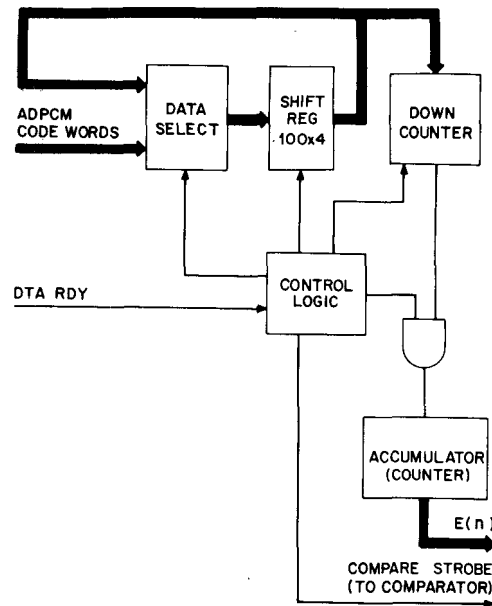 ADPCM
CODE WORDS
DATA
SELECT
SHIFT
REG
100x4
DOWN
COUNTER
DTA RDY
CONTROL
LOGIC
ACCUMULATOR
(COUNTER)
E(n)
COMPARE STROBE
(TO COMPARATOR)